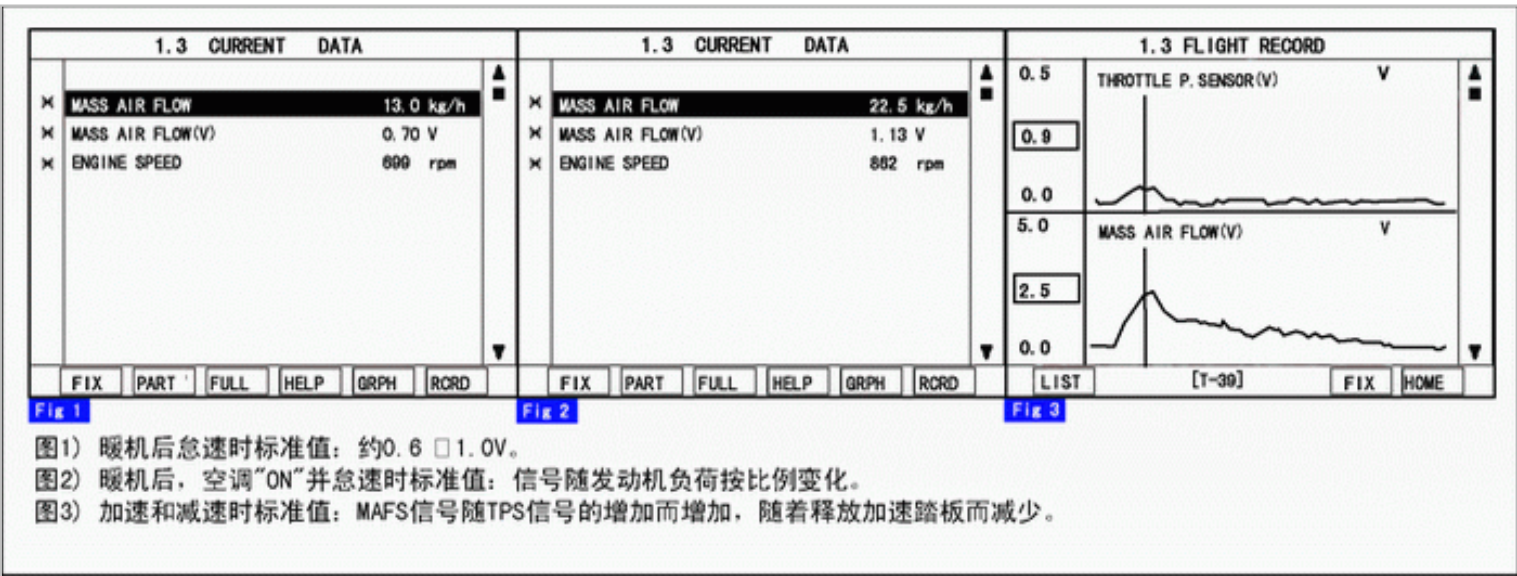 1.3 CURRENT DATA
MASS AIR FLOW 13.0 kg/h
MASS AIR FLOW(V) 0.70 V
ENGINE SPEED 699 rpm
FIX PART FULL HELP GRPH RCRD
Fig 1
1.3 CURRENT DATA
MASS AIR FLOW 22.5 kg/h
MASS AIR FLOW(V) 1.13 V
ENGINE SPEED 862 rpm
FIX PART FULL HELP GRPH RCRD
Fig 2
1.3 FLIGHT RECORD
0.5 THROTTLE P.SENSOR(V) V
0.9
0.0
5.0 MASS AIR FLOW(V) V
2.5
0.0
LIST [T-39] FIX HOME
Fig 3
图1) 暖机后怠速时标准值：约0.6 □1.0V。
图2) 暖机后，空调"ON"并怠速时标准值：信号随发动机负荷按比例变化。
图3) 加速和减速时标准值：MAFS信号随TPS信号的增加而增加，随着释放加速踏板而减少。